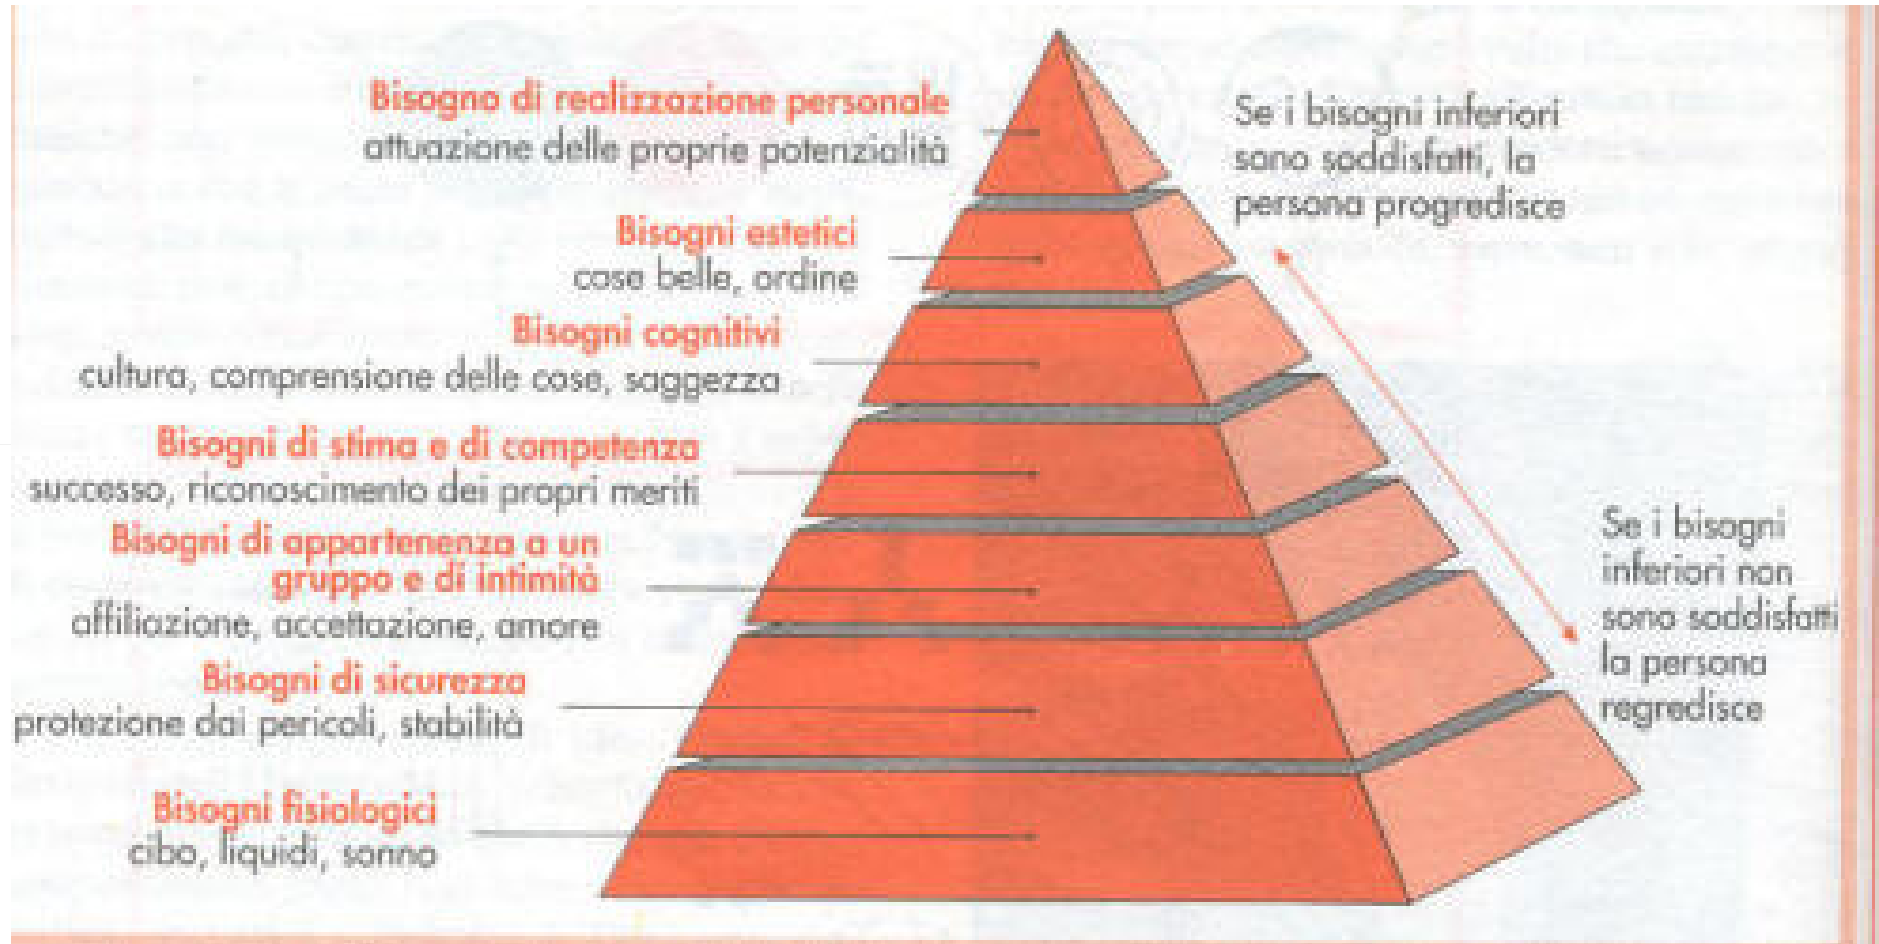 Bisogno di realizzazione personale
attuazione delle proprie potenzialità
Se i bisogni inferiori
sono soddisfatti, la
persona progredisce
Bisogni estetici
cose belle, ordine
Bisogni cognitivi
cultura, comprensione delle cose, saggezza
Bisogni di stima e di competenza
successo, riconoscimento dei propri meriti
Bisogni di appartenenza a un
gruppo e di intimità
affiliazione, accettazione, amore
Se i bisogni
inferiori non
sono soddisfatti
la persona
regredisce
Bisogni di sicurezza
protezione dai pericoli, stabilità
Bisogni fisiologici
cibo, liquidi, sonno